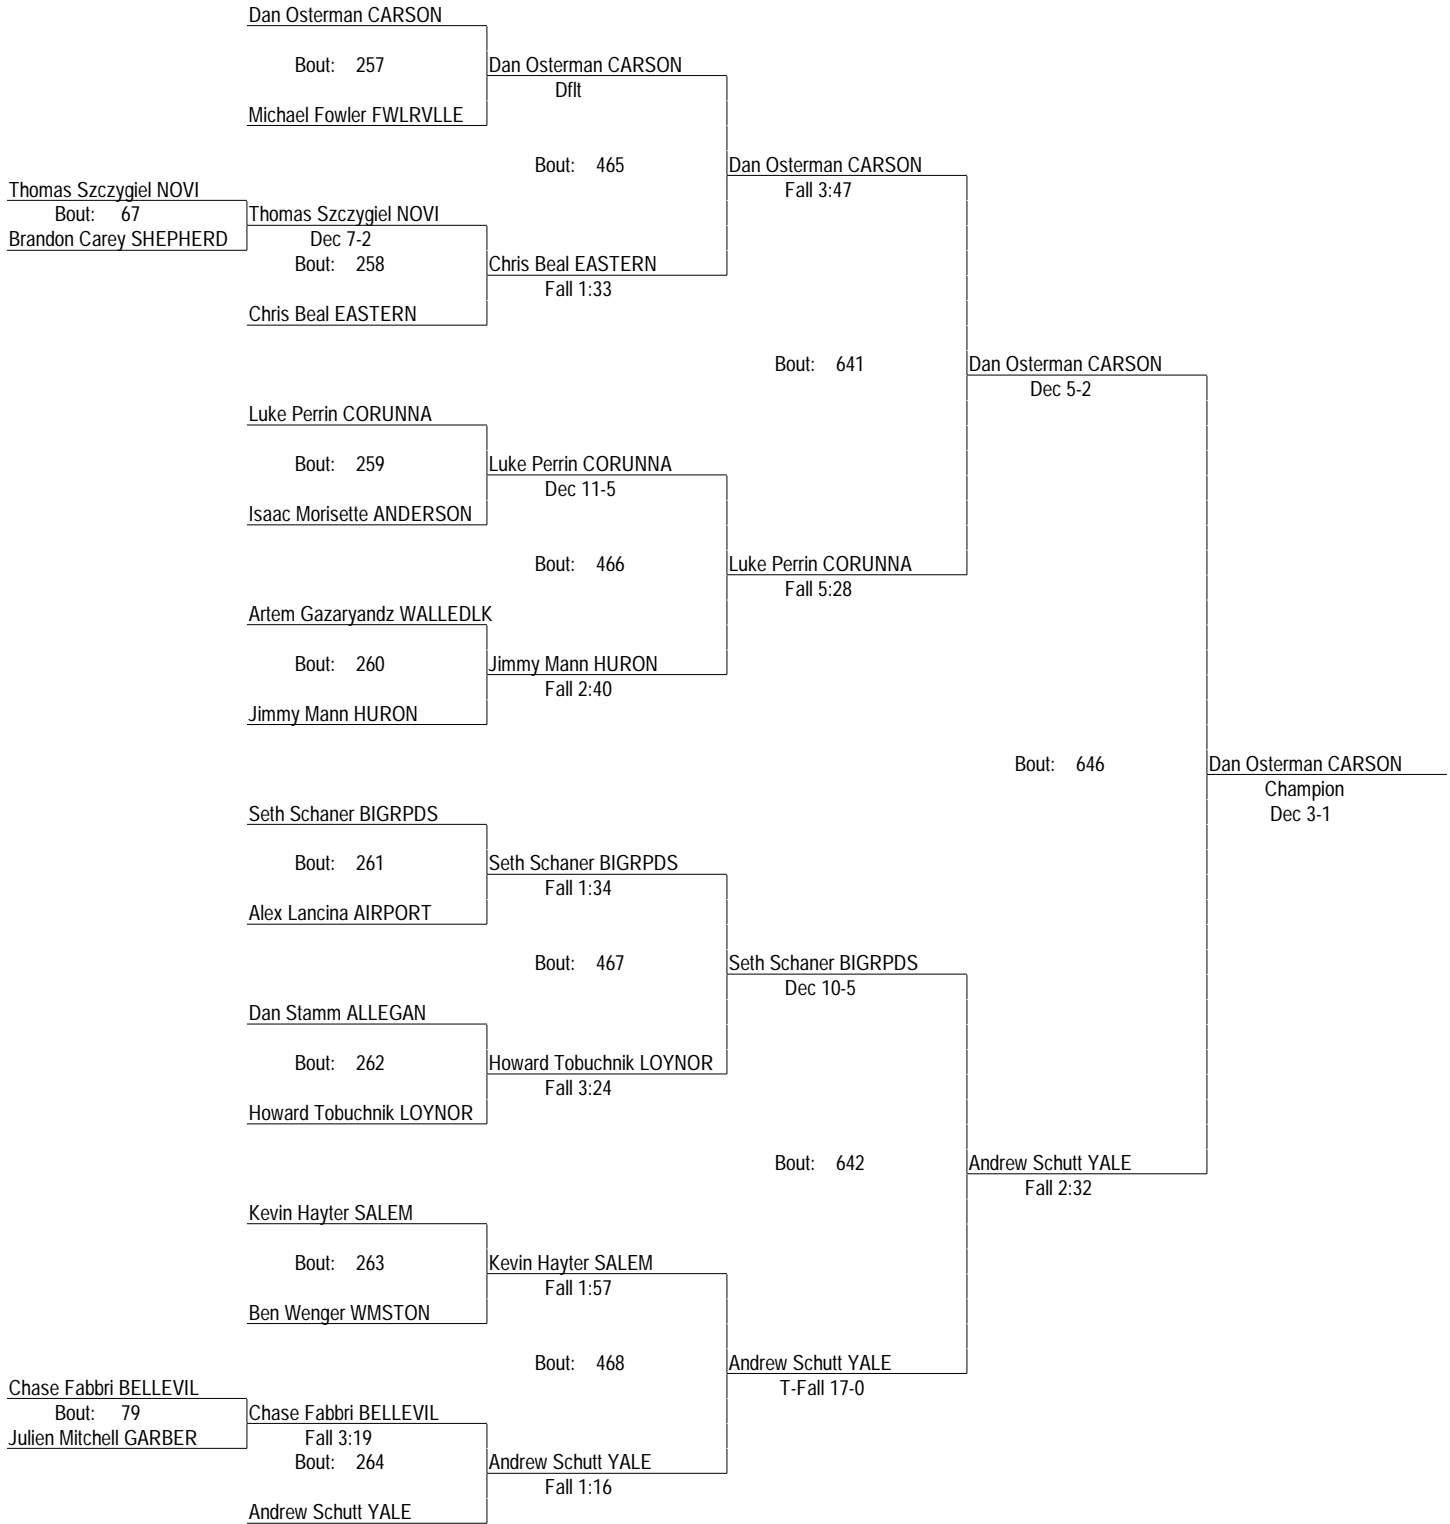 Dan Osterman CARSON
Bout: 257
Dan Osterman CARSON
Dflt
Michael Fowler FWLRVLLE
Bout: 465
Dan Osterman CARSON
Fall 3:47
Thomas Szczygiel NOVI
Bout: 67
Thomas Szczygiel NOVI
Brandon Carey SHEPHERD
Dec 7-2
Bout: 258
Chris Beal EASTERN
Fall 1:33
Chris Beal EASTERN
Bout: 641
Dan Osterman CARSON
Dec 5-2
Luke Perrin CORUNNA
Bout: 259
Luke Perrin CORUNNA
Dec 11-5
Isaac Morisette ANDERSON
Bout: 466
Luke Perrin CORUNNA
Fall 5:28
Artem Gazaryandz WALLEDLK
Bout: 260
Jimmy Mann HURON
Fall 2:40
Jimmy Mann HURON
Bout: 646
Dan Osterman CARSON
Champion
Dec 3-1
Seth Schaner BIGRPDS
Bout: 261
Seth Schaner BIGRPDS
Fall 1:34
Alex Lancina AIRPORT
Bout: 467
Seth Schaner BIGRPDS
Dec 10-5
Dan Stamm ALLEGAN
Bout: 262
Howard Tobuchnik LOYNOR
Fall 3:24
Howard Tobuchnik LOYNOR
Bout: 642
Andrew Schutt YALE
Fall 2:32
Kevin Hayter SALEM
Bout: 263
Kevin Hayter SALEM
Fall 1:57
Ben Wenger WMSTON
Bout: 468
Andrew Schutt YALE
T-Fall 17-0
Chase Fabbri BELLEVIL
Bout: 79
Chase Fabbri BELLEVIL
Julien Mitchell GARBER
Fall 3:19
Bout: 264
Andrew Schutt YALE
Fall 1:16
Andrew Schutt YALE